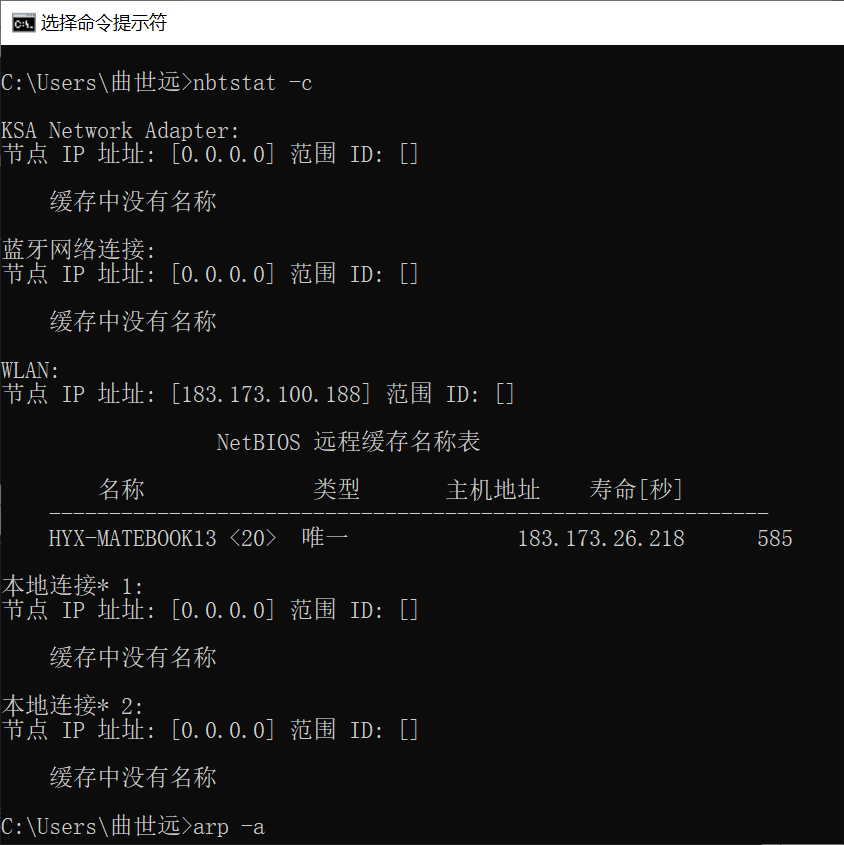 选择命令提示符
C:\Users\曲世远>nbtstat -c
KSA Network Adapter:
节点 IP 址址: [0.0.0.0] 范围 ID: []
缓存中没有名称
蓝牙网络连接:
节点 IP 址址: [0.0.0.0] 范围 ID: []
缓存中没有名称
WLAN:
节点 IP 址址: [183.173.100.188] 范围 ID: []
NetBIOS 远程缓存名称表
名称 类型 主机地址 寿命[秒]
------------------------------------------------------------
HYX-MATEBOOK13 <20> 唯一 183.173.26.218 585
本地连接* 1:
节点 IP 址址: [0.0.0.0] 范围 ID: []
缓存中没有名称
本地连接* 2:
节点 IP 址址: [0.0.0.0] 范围 ID: []
缓存中没有名称
C:\Users\曲世远>arp -a